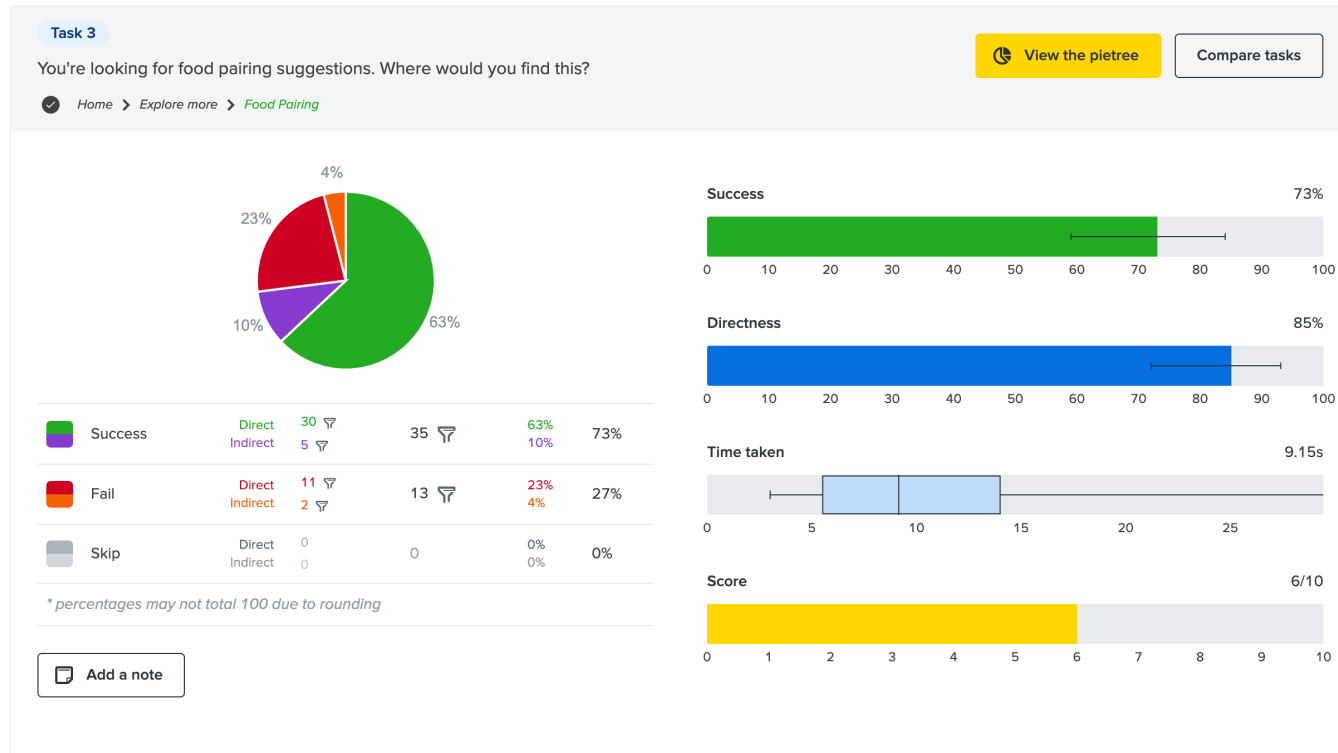 Task 3
You're looking for food pairing suggestions. Where would you find this?
Home > Explore more > Food Pairing
View the pietree
Compare tasks
4%
23%
10%
63%
Success Direct 30 35 63% 73%
Indirect 5 10%
Fail Direct 11 13 23% 27%
Indirect 2 4%
Skip Direct 0 0 0% 0%
Indirect 0 0%
* percentages may not total 100 due to rounding
Add a note
Success 73%
0 10 20 30 40 50 60 70 80 90 100
Directness 85%
0 10 20 30 40 50 60 70 80 90 100
Time taken 9.15s
0 5 10 15 20 25
Score 6/10
0 1 2 3 4 5 6 7 8 9 10